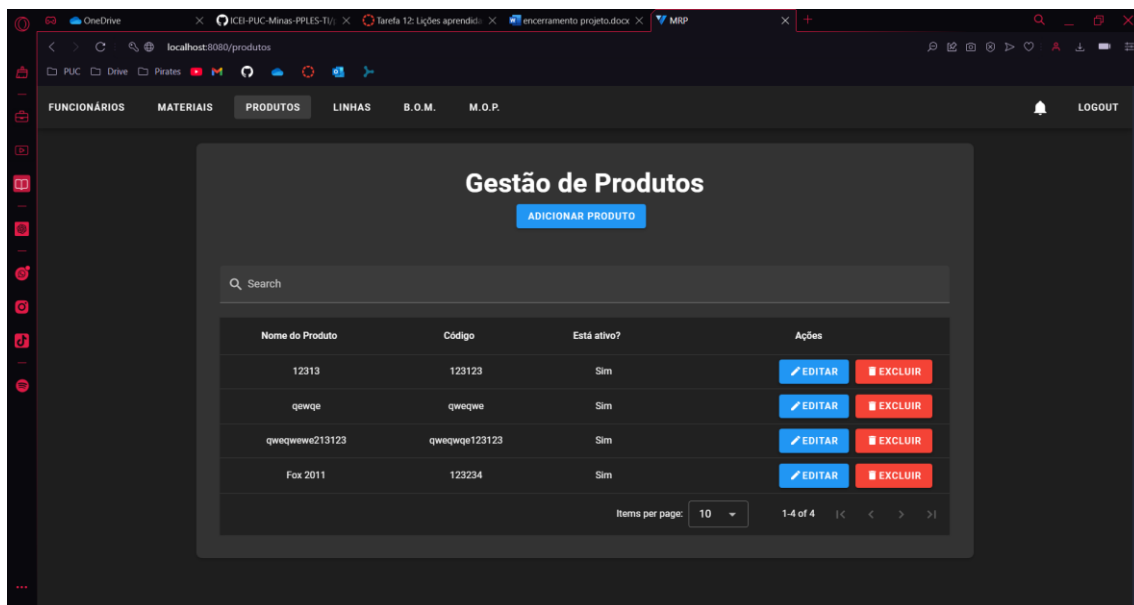 OneDrive
ICEI-PUC-Minas-PPLES-TI/
Tarefa 12: Lições aprendida
encerramento projeto.docx
MRP
localhost:8080/produtos
PUC
Drive
Pirates
FUNCIONÁRIOS MATERIAIS PRODUTOS LINHAS B.O.M. M.O.P. LOGOUT
Gestão de Produtos
ADICIONAR PRODUTO
Search
Nome do Produto Código Está ativo? Ações
12313 123123 Sim EDITAR EXCLUIR
qewqe qweqwe Sim EDITAR EXCLUIR
qweqwewe213123 qweqwqe123123 Sim EDITAR EXCLUIR
Fox 2011 123234 Sim EDITAR EXCLUIR
Items per page: 10 1-4 of 4